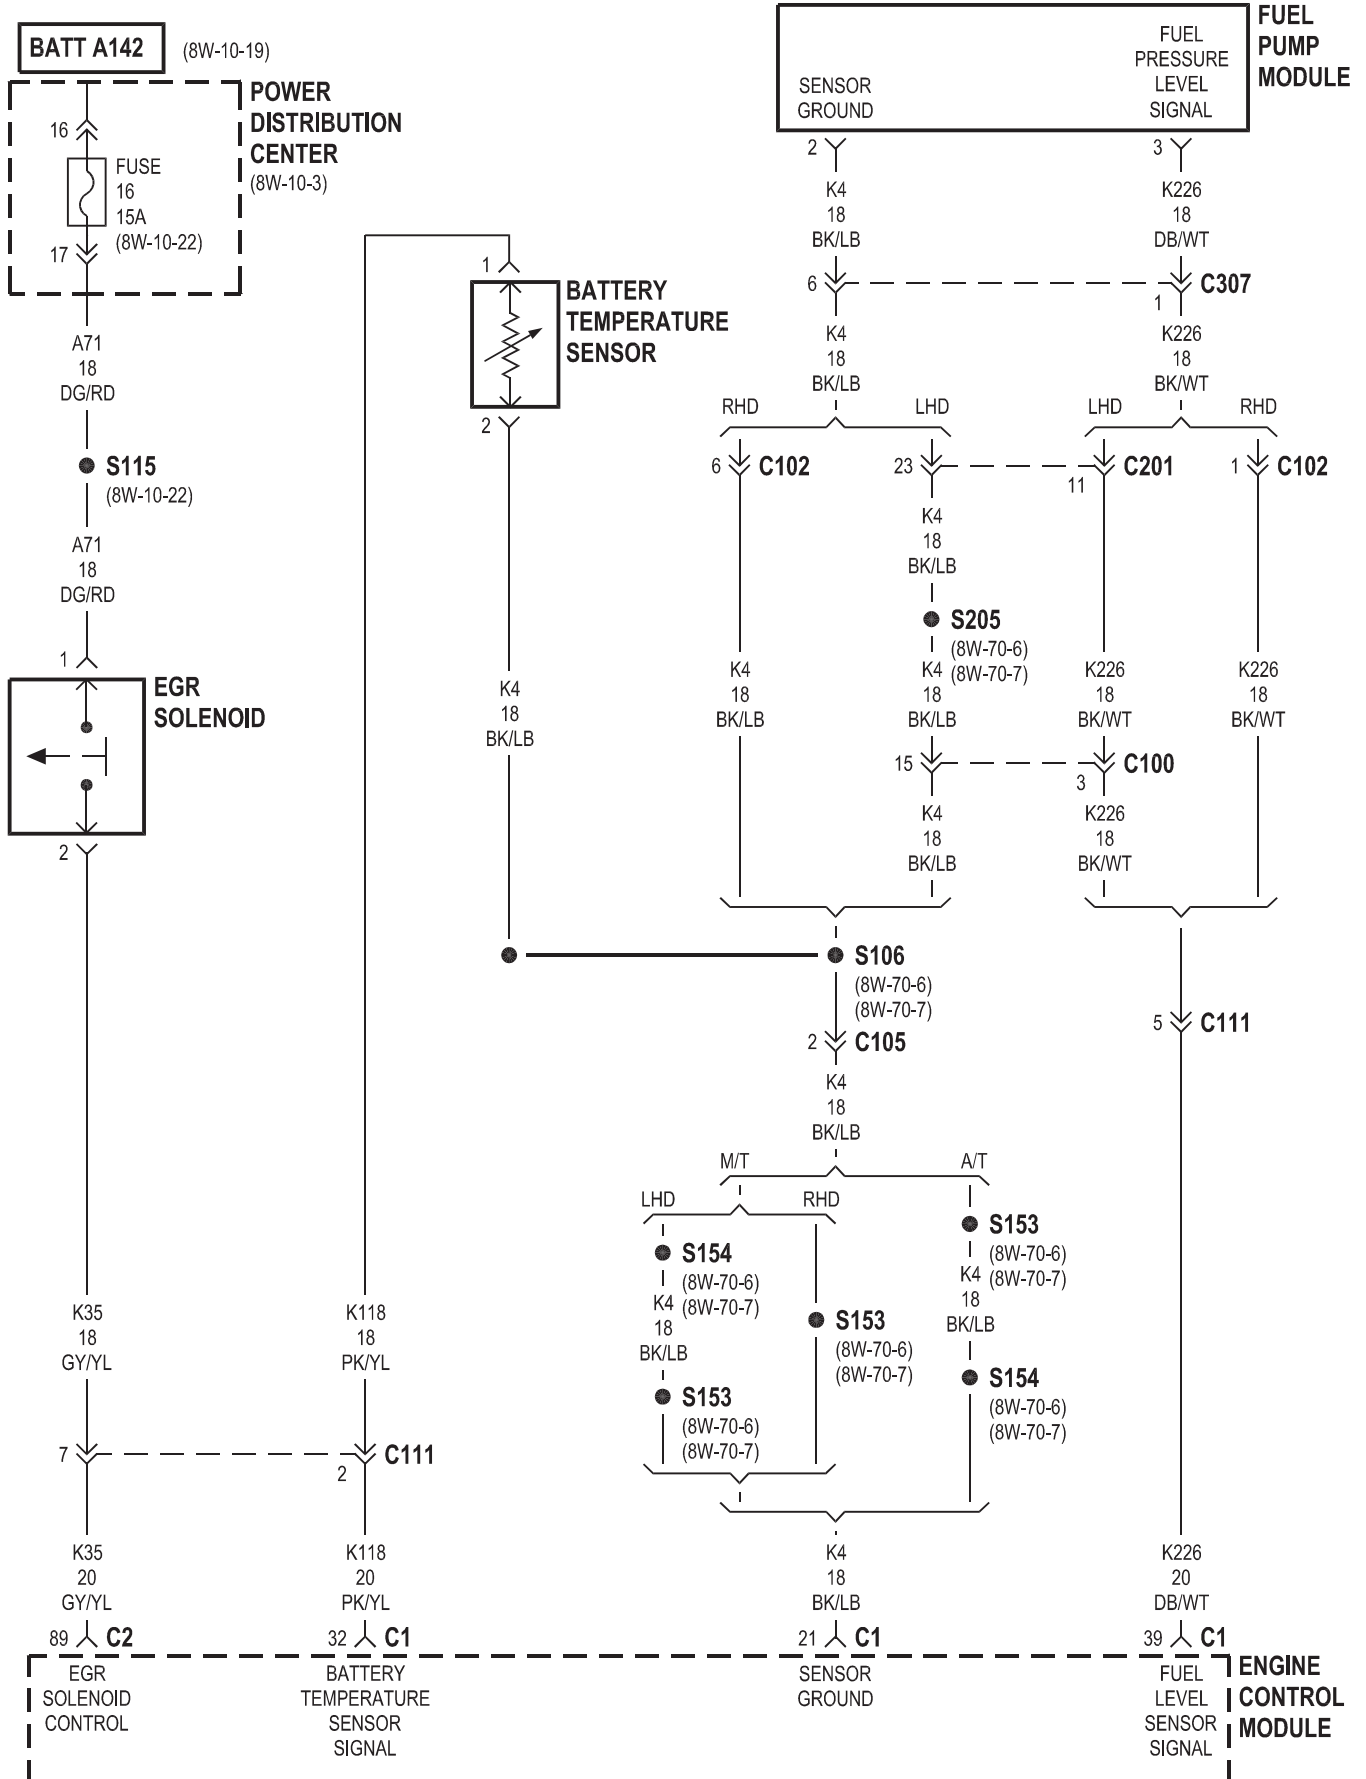 BATT A142 (8W-10-19)
POWER
DISTRIBUTION
CENTER
(8W-10-3)
16
FUSE
16
15A
(8W-10-22)
17
A71
18
DG/RD
S115
(8W-10-22)
A71
18
DG/RD
1
EGR
SOLENOID
2
K35
18
GY/YL
7
K35
20
GY/YL
89 C2
EGR
SOLENOID
CONTROL
1
BATTERY
TEMPERATURE
SENSOR
2
K4
18
BK/LB
K118
18
PK/YL
2
C111
K118
20
PK/YL
32 C1
BATTERY
TEMPERATURE
SENSOR
SIGNAL
FUEL
PUMP
MODULE
SENSOR
GROUND
FUEL
PRESSURE
LEVEL
SIGNAL
2 3
K4 K226
18 18
BK/LB DB/WT
6 1 C307
K4 K226
18 18
BK/LB BK/WT
RHD LHD LHD RHD
6 C102 23 11 C201 1 C102
K4
18
BK/LB
S205
(8W-70-6)
(8W-70-7)
K4 K4 K226 K226
18 18 18 18
BK/LB BK/LB BK/WT BK/WT
15 3 C100
K4 K226
18 18
BK/LB BK/WT
S106
(8W-70-6)
(8W-70-7)
2 C105
5 C111
K4
18
BK/LB
M/T A/T
LHD RHD
S154
(8W-70-6)
(8W-70-7)
K4
18
BK/LB
S153
(8W-70-6)
(8W-70-7)
S153
(8W-70-6)
(8W-70-7)
S153
(8W-70-6)
(8W-70-7)
K4
18
BK/LB
S154
(8W-70-6)
(8W-70-7)
K4
18
BK/LB
21 C1
SENSOR
GROUND
K226
20
DB/WT
39 C1
FUEL
LEVEL
SENSOR
SIGNAL
ENGINE
CONTROL
MODULE